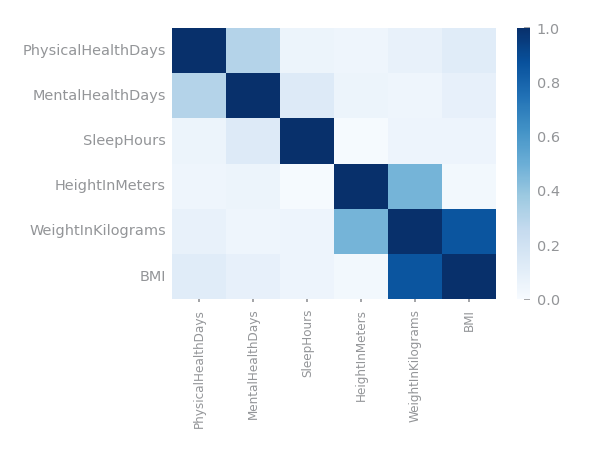 PhysicalHealthDays
MentalHealthDays
SleepHours
HeightInMeters
WeightInKilograms
BMI
PhysicalHealthDays
MentalHealthDays
SleepHours
HeightInMeters
WeightInKilograms
BMI
1.0
0.8
0.6
0.4
0.2
0.0